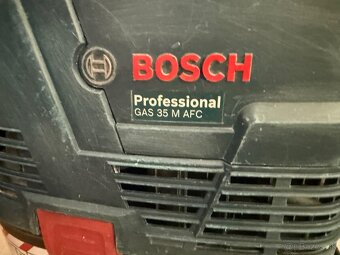 BOSCH
Professional
GAS 35 M AFC